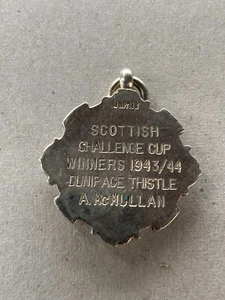 SCOTTISH
CHALLENGE CUP
WINNERS 1943/44
DUNIPACE THISTLE
A. McMULLAN